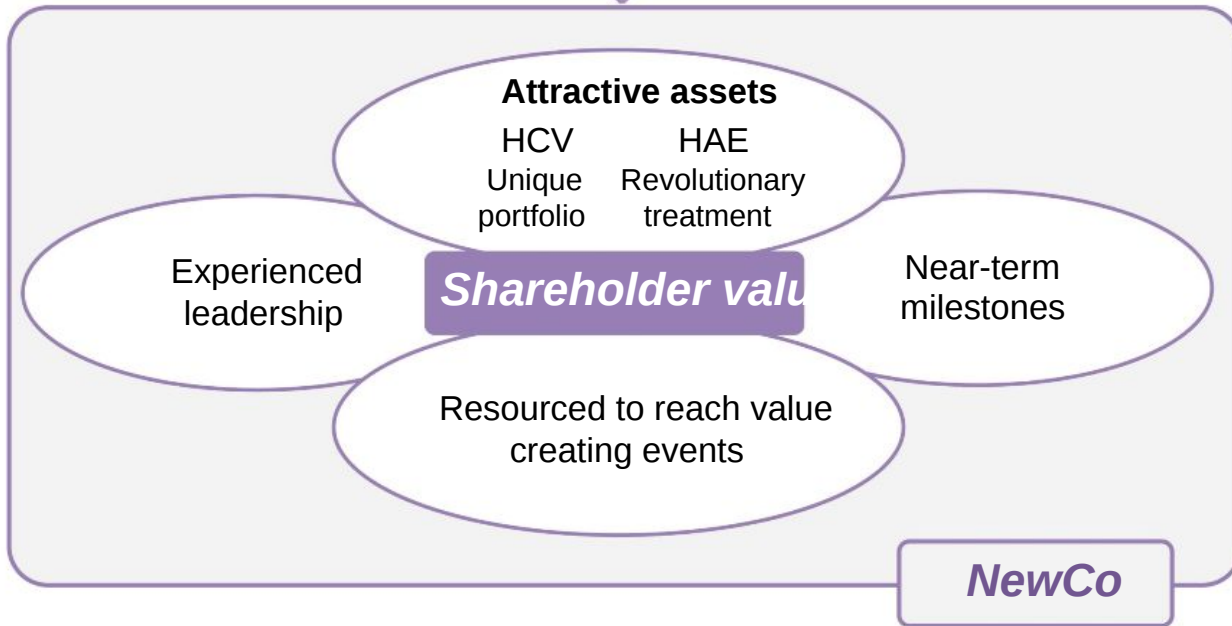 Attractive assets
HCV HAE
Unique Revolutionary
portfolio treatment
Experienced
leadership
Shareholder valu
Near-term
milestones
Resourced to reach value
creating events
NewCo